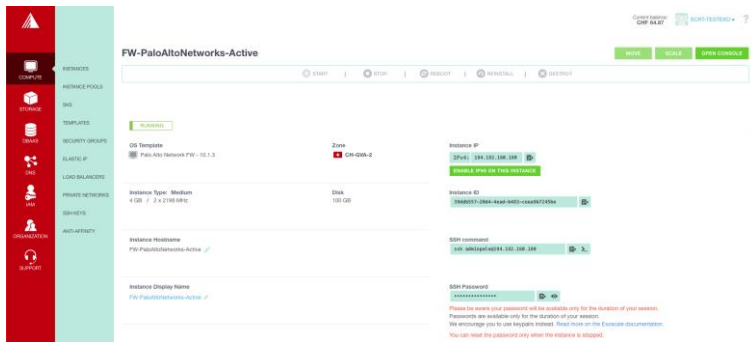 Current balance:
CHF 64.87
SCRT-TESTEXO
?
FW-PaloAltoNetworks-Active
MOVE
SCALE
OPEN CONSOLE
START | STOP | REBOOT | REINSTALL | DESTROY
COMPUTE
STORAGE
DBAAS
DNS
IAM
ORGANIZATION
SUPPORT
INSTANCES
INSTANCE POOLS
SKS
TEMPLATES
SECURITY GROUPS
ELASTIC IP
LOAD BALANCERS
PRIVATE NETWORKS
SSH KEYS
ANTI-AFFINITY
RUNNING
OS Template
Palo Alto Network FW - 10.1.3
Zone
CH-GVA-2
Instance IP
IPv4: 194.182.160.100
ENABLE IPV6 ON THIS INSTANCE
Instance Type: Medium
4 GB / 2 x 2198 MHz
Disk
100 GB
Instance ID
Instance Hostname
FW-PaloAltoNetworks-Active
SSH command
Instance Display Name
FW-PaloAltoNetworks-Active
SSH Password
Please be aware your password will be available only for the duration of your session.
Passwords are available only for the duration of your session.
We encourage you to use keypairs instead. Read more on the Exoscale documentation.
You can reset the password only when the instance is stopped.